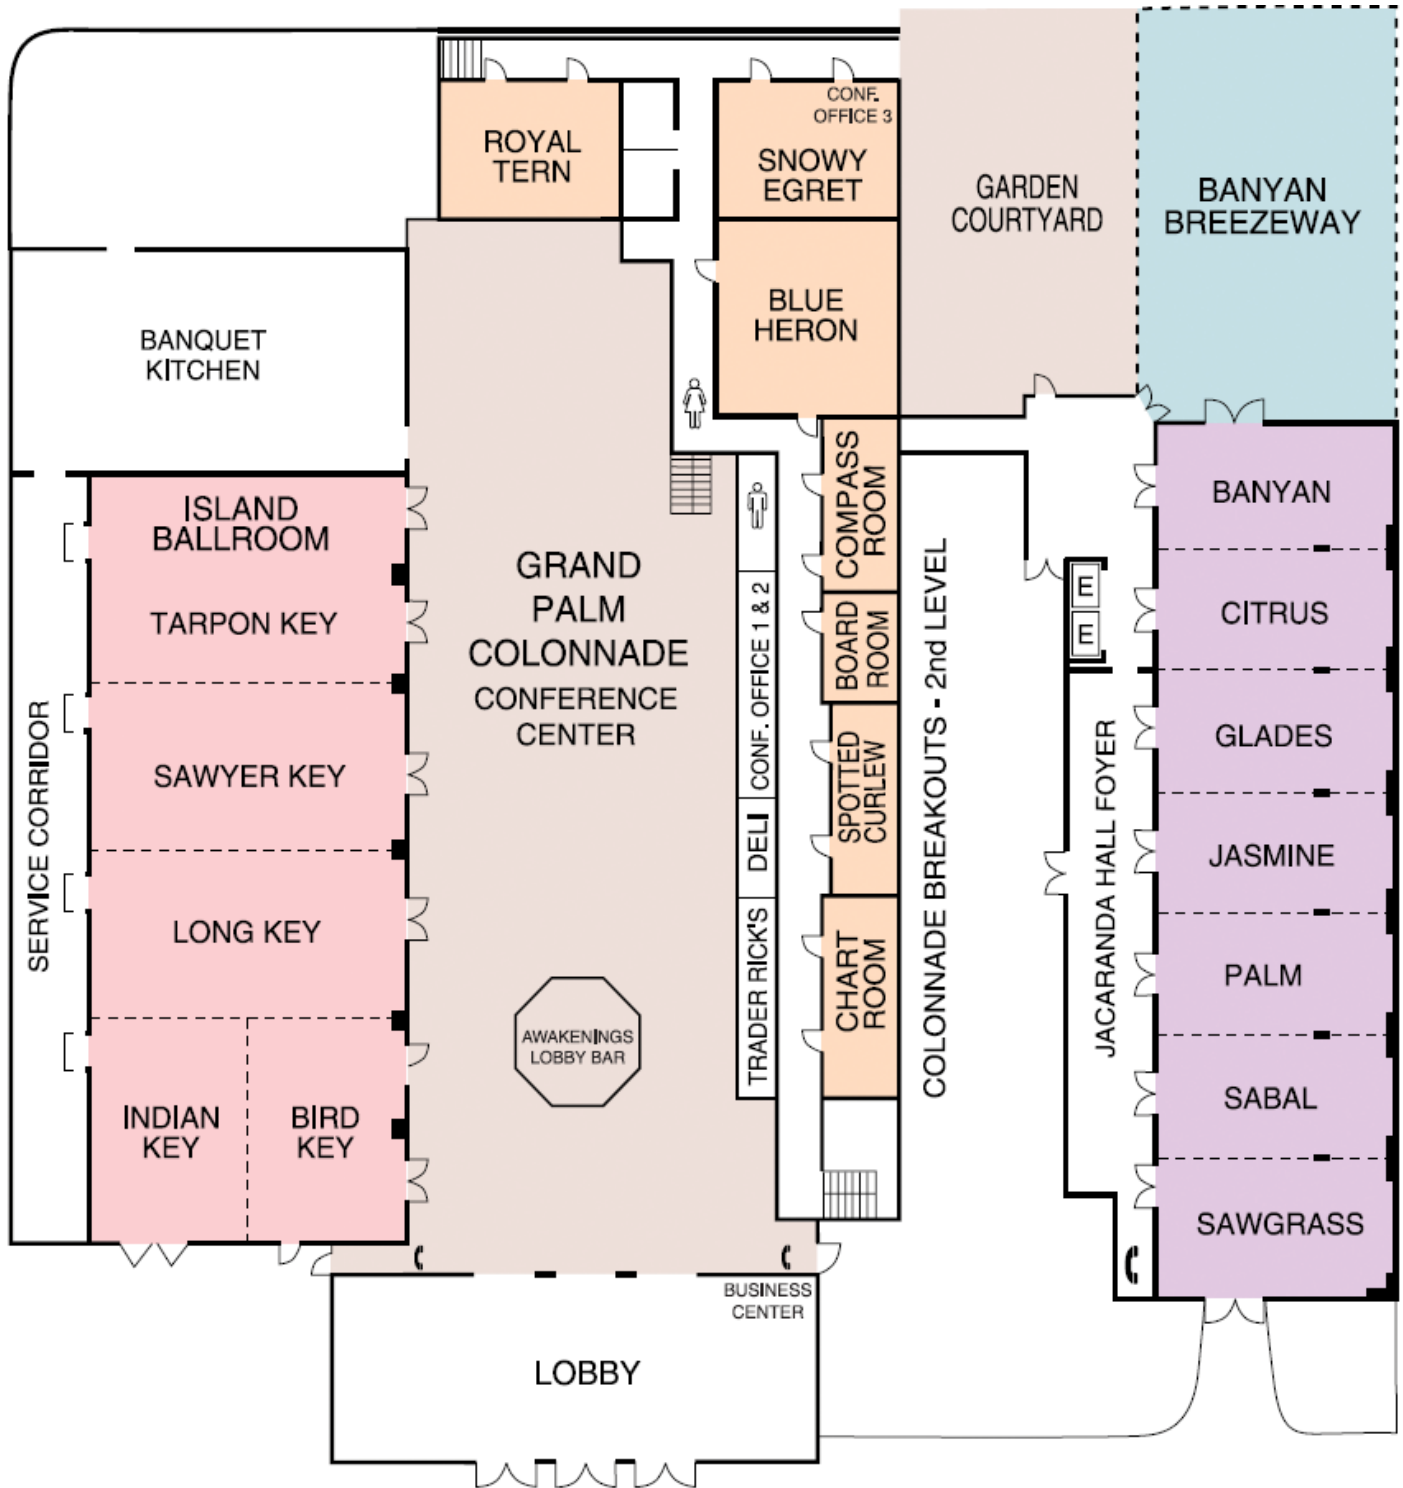 ROYAL
TERN
CONF.
OFFICE 3
SNOWY
EGRET
GARDEN
COURTYARD
BANYAN
BREEZEWAY
BANQUET
KITCHEN
BLUE
HERON
ISLAND
BALLROOM
TARPON KEY
SAWYER KEY
LONG KEY
INDIAN
KEY
BIRD
KEY
SERVICE CORRIDOR
GRAND
PALM
COLONNADE
CONFERENCE
CENTER
AWAKENINGS
LOBBY BAR
CONF. OFFICE 1 & 2
DELI
TRADER RICK'S
COMPASS
ROOM
BOARD
ROOM
SPOTTED
CURLEW
CHART
ROOM
COLONNADE BREAKOUTS - 2nd LEVEL
E
E
JACARANDA HALL FOYER
BANYAN
CITRUS
GLADES
JASMINE
PALM
SABAL
SAWGRASS
BUSINESS
CENTER
LOBBY